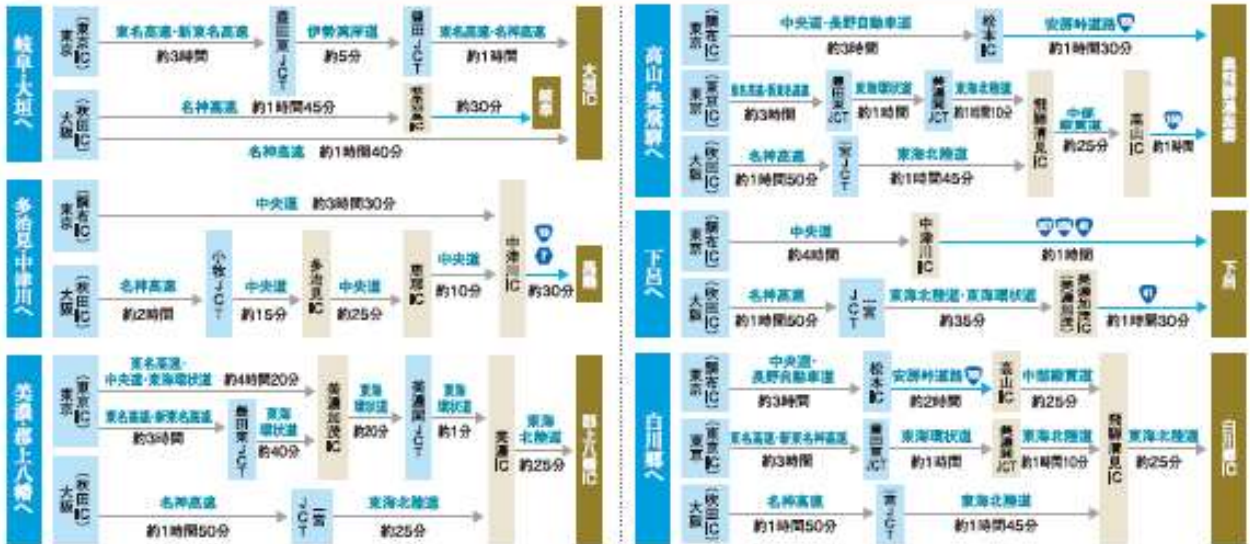 岐阜・大垣へ
東京
(東京IC)
東名高速・新東名高速
約3時間
豊田東JCT
伊勢湾岸道
約5分
豊田JCT
東名高速・名神高速
約1時間
大垣IC
大阪
(吹田IC)
名神高速 約1時間45分
約30分
岐阜
名神高速 約1時間40分
多治見・中津川へ
東京
(調布IC)
中央道 約3時間30分
中津川IC
大阪
(吹田IC)
名神高速
約2時間
小牧JCT
中央道
約15分
多治見IC
中央道
約25分
恵那IC
中央道
約10分
19
7
約30分
馬籠
美濃・郡上八幡へ
東京
(東京IC)
東名高速・
中央道・東海環状道
約4時間20分
東名高速・新東名高速
約3時間
豊田東JCT
東海
環状道
約40分
美濃加茂IC
東海
環状道
約20分
美濃関JCT
東海
環状道
約1分
美濃IC
東海
北陸道
約25分
郡上八幡IC
大阪
(吹田IC)
名神高速
約1時間50分
一宮JCT
東海北陸道
約25分
高山・奥飛騨へ
東京
(調布IC)
中央道・長野自動車道
約3時間
松本IC
安房峠道路
約1時間30分
奥飛騨温泉郷
東京
(東京IC)
東名高速・新東名高速
約3時間
豊田東JCT
東海環状道
約1時間
美濃関JCT
東海北陸道
約1時間10分
飛騨清見IC
中部
縦貫道
約25分
高山IC
約1時間
大阪
(吹田IC)
名神高速
約1時間50分
一宮JCT
東海北陸道
約1時間45分
下呂へ
東京
(調布IC)
中央道
約4時間
中津川IC
約1時間
下呂
大阪
(吹田IC)
名神高速
約1時間50分
一宮JCT
東海北陸道・東海環状道
約35分
美濃加茂IC
(美濃加茂)
41
約1時間30分
白川郷へ
東京
(調布IC)
中央道・
長野自動車道
約3時間
松本IC
安房峠道路
約2時間
高山IC
中部縦貫道
約25分
飛騨清見IC
東海北陸道
約25分
白川郷IC
東京
(東京IC)
東名高速・新東名高速
約3時間
豊田東JCT
東海環状道
約1時間
美濃関JCT
東海北陸道
約1時間10分
大阪
(吹田IC)
名神高速
約1時間50分
一宮JCT
東海北陸道
約1時間45分